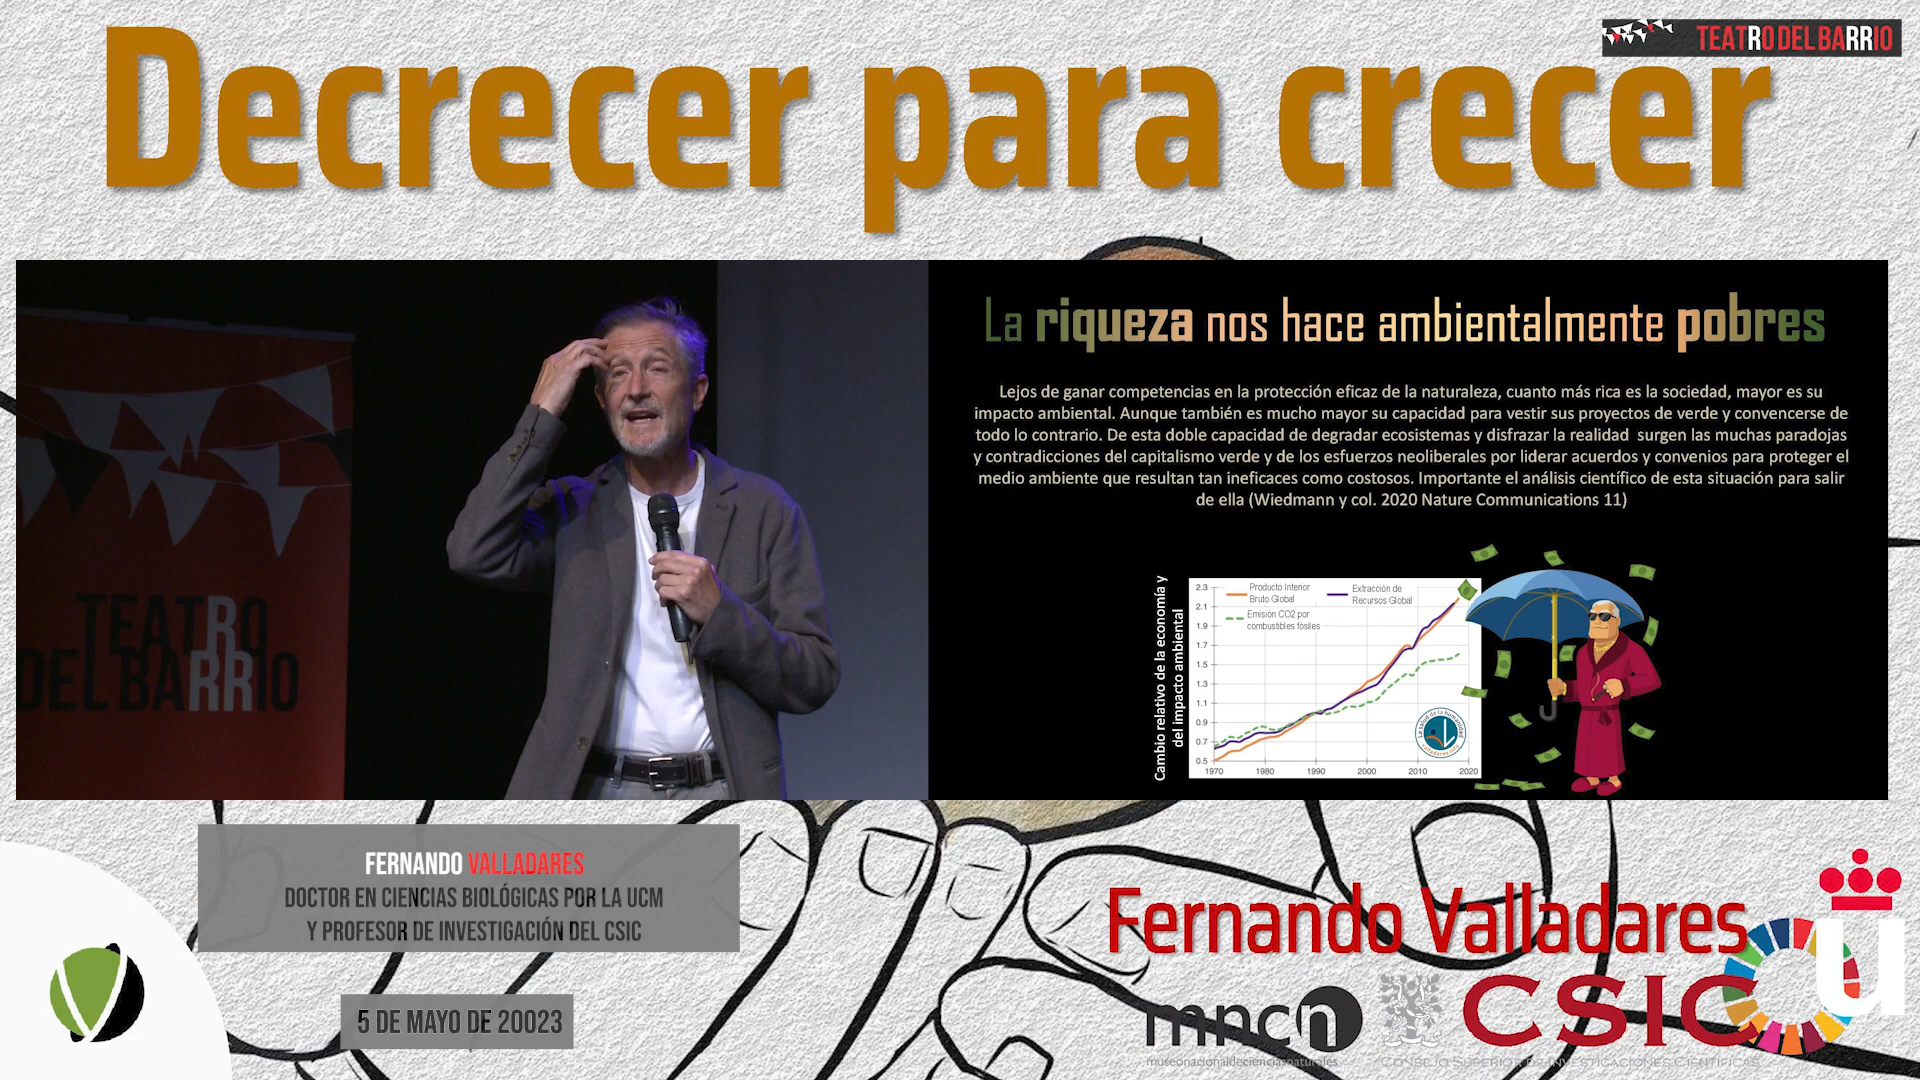 Decrecer para crecer
TEATRO DEL BARRIO
TEATRO
DEL BARRIO
La riqueza nos hace ambientalmente pobres
Lejos de ganar competencias en la protección eficaz de la naturaleza, cuanto más rica es la sociedad, mayor es su
impacto ambiental. Aunque también es mucho mayor su capacidad para vestir sus proyectos de verde y convencerse de
todo lo contrario. De esta doble capacidad de degradar ecosistemas y disfrazar la realidad surgen las muchas paradojas
y contradicciones del capitalismo verde y de los esfuerzos neoliberales por liderar acuerdos y convenios para proteger el
medio ambiente que resultan tan ineficaces como costosos. Importante el análisis científico de esta situación para salir
de ella (Wiedmann y col. 2020 Nature Communications 11)
Cambio relativo de la economía y
del impacto ambiental
Producto Interior
Bruto Global
Extracción de
Recursos Global
Emisión CO2 por
combustibles fósiles
2.3
2.1
1.9
1.7
1.5
1.3
1.1
0.9
0.7
0.5
1970 1980 1990 2000 2010 2020
La salud de la humanidad
valladares.info
FERNANDO VALLADARES
DOCTOR EN CIENCIAS BIOLÓGICAS POR LA UCM
Y PROFESOR DE INVESTIGACIÓN DEL CSIC
5 DE MAYO DE 20023
Fernando Valladares
mncn
museonacionaldecienciasnaturales
CSIC
CONSEJO SUPERIOR DE INVESTIGACIONES CIENTÍFICAS
u